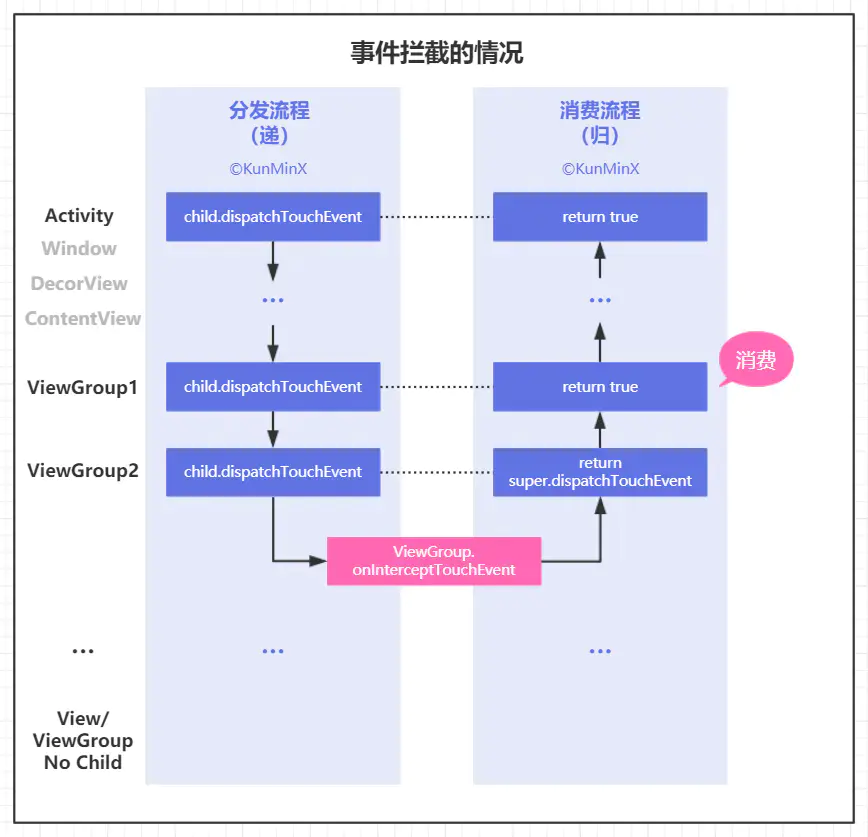 事件拦截的情况
分发流程
（递）
©KunMinX
消费流程
（归）
©KunMinX
Activity
child.dispatchTouchEvent
return true
Window
DecorView
...
...
ContentView
消费
ViewGroup1
child.dispatchTouchEvent
return true
ViewGroup2
child.dispatchTouchEvent
return
super.dispatchTouchEvent
ViewGroup.
onInterceptTouchEvent
...
...
...
View/
ViewGroup
No Child